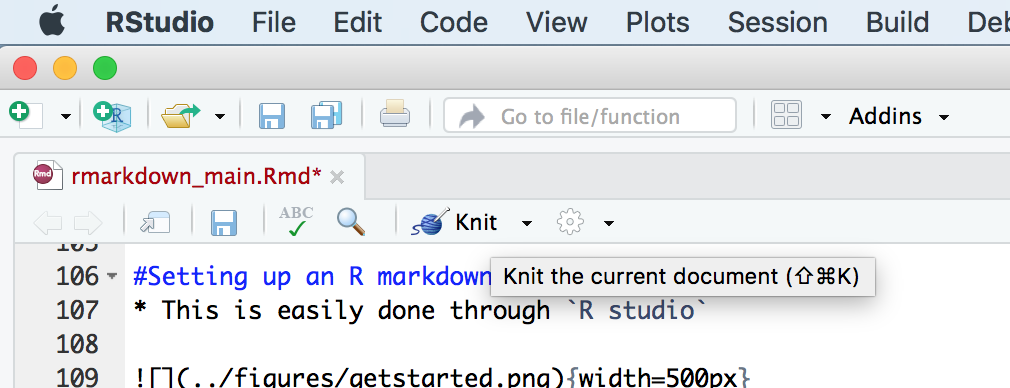 RStudio File Edit Code View Plots Session Build
R Go to file/function Addins
Rmd rmarkdown_main.Rmd*
ABC Knit
105
106 #Setting up an R markdown
Knit the current document (⇧⌘K)
107 * This is easily done through `R studio`
108
109 ![](../figures/getstarted.png){width=500px}